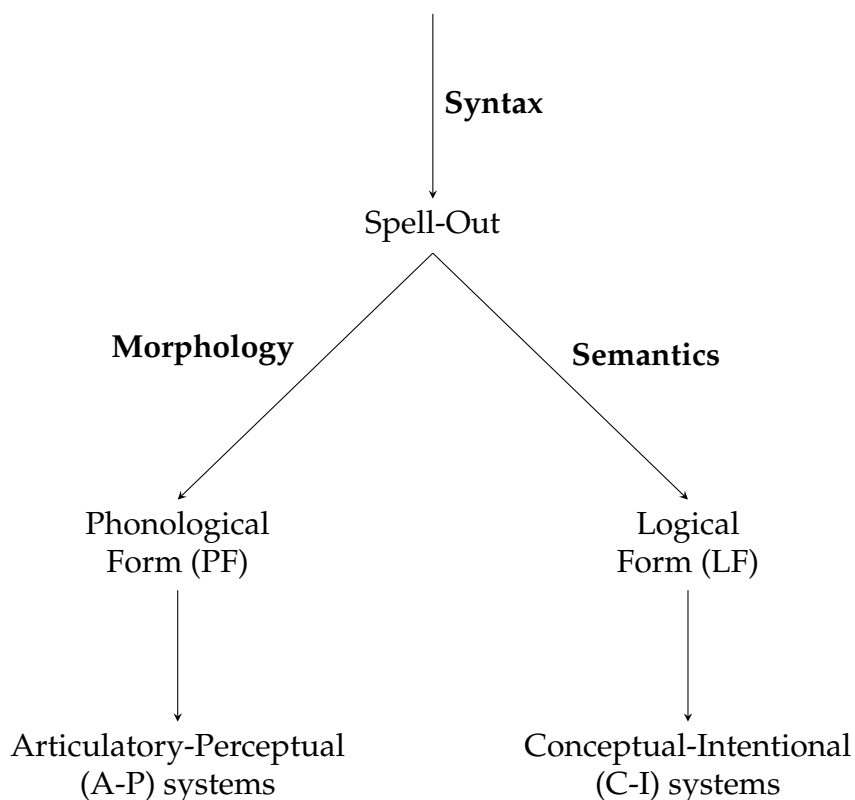 Syntax
Spell-Out
Morphology
Semantics
Phonological
Form (PF)
Logical
Form (LF)
Articulatory-Perceptual
(A-P) systems
Conceptual-Intentional
(C-I) systems